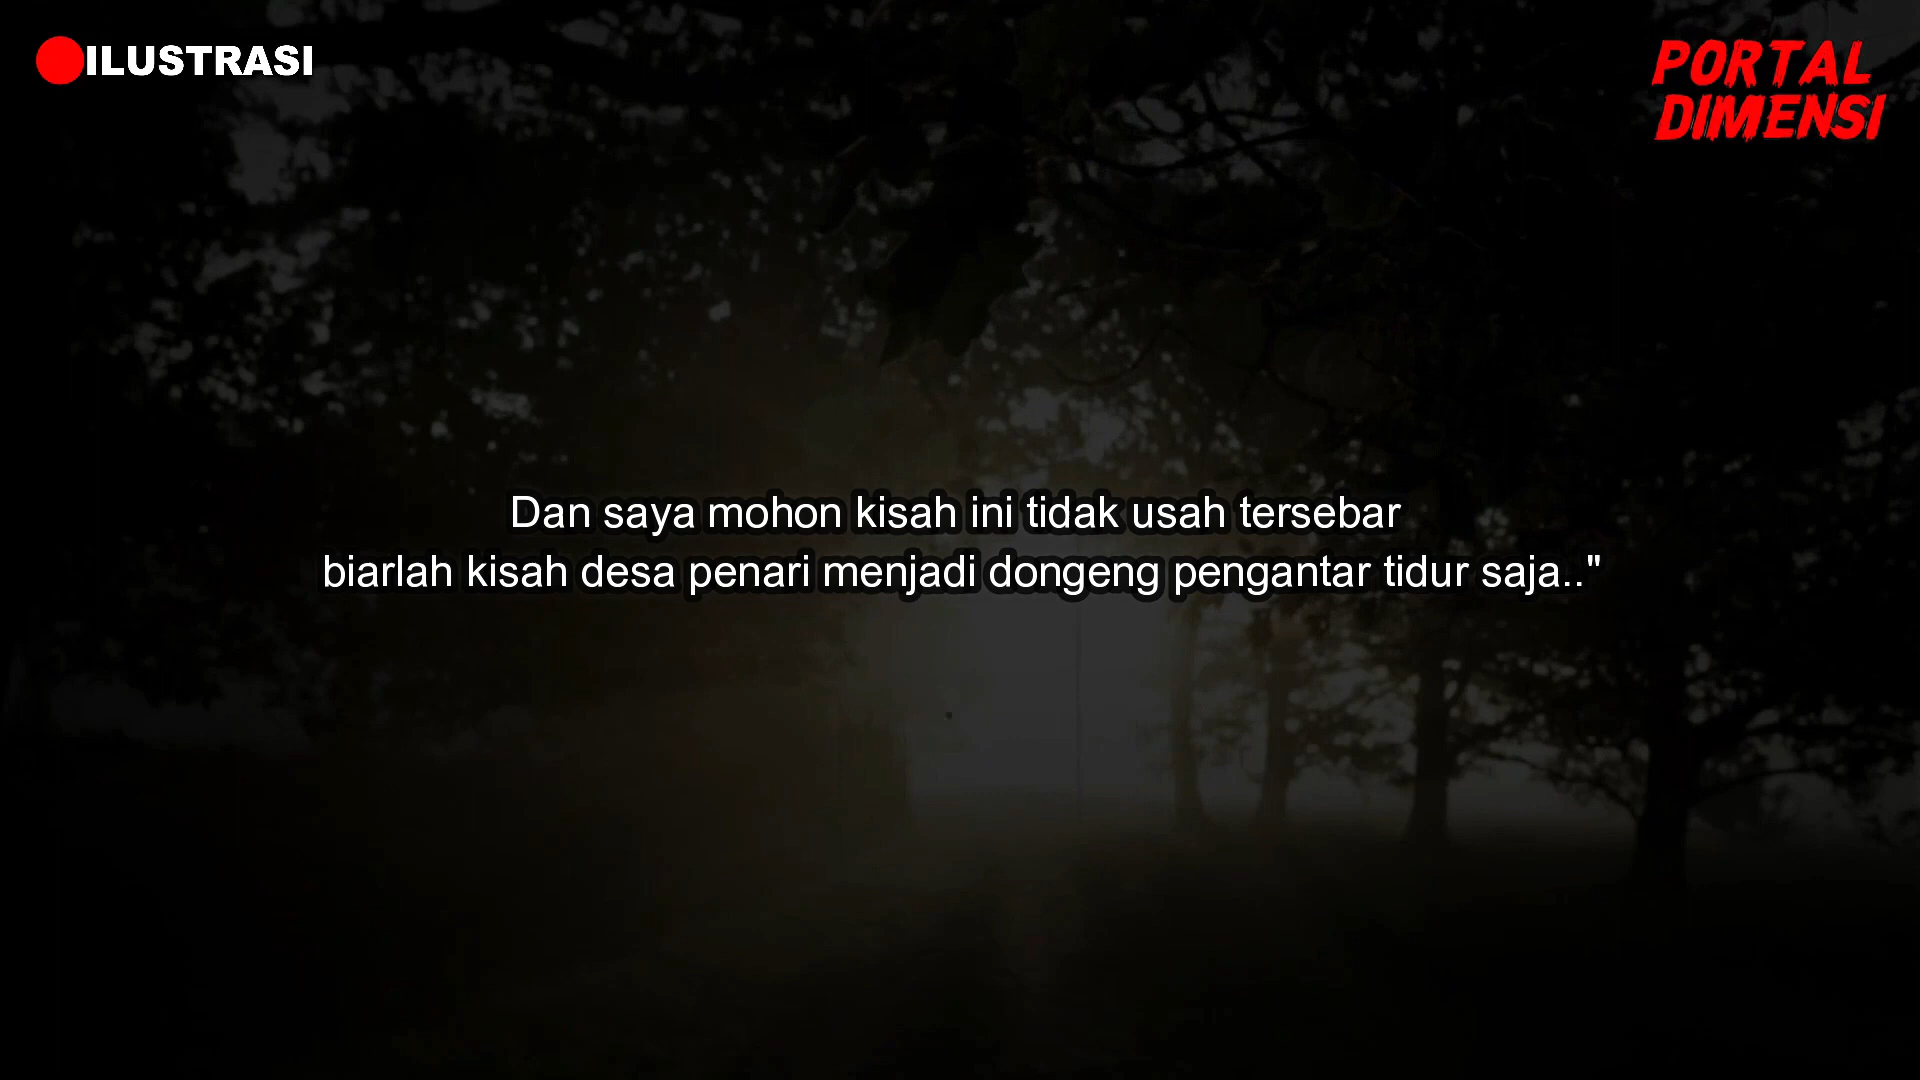 ILUSTRASI
PORTAL
DIMENSI
Dan saya mohon kisah ini tidak usah tersebar
biarlah kisah desa penari menjadi dongeng pengantar tidur saja.."